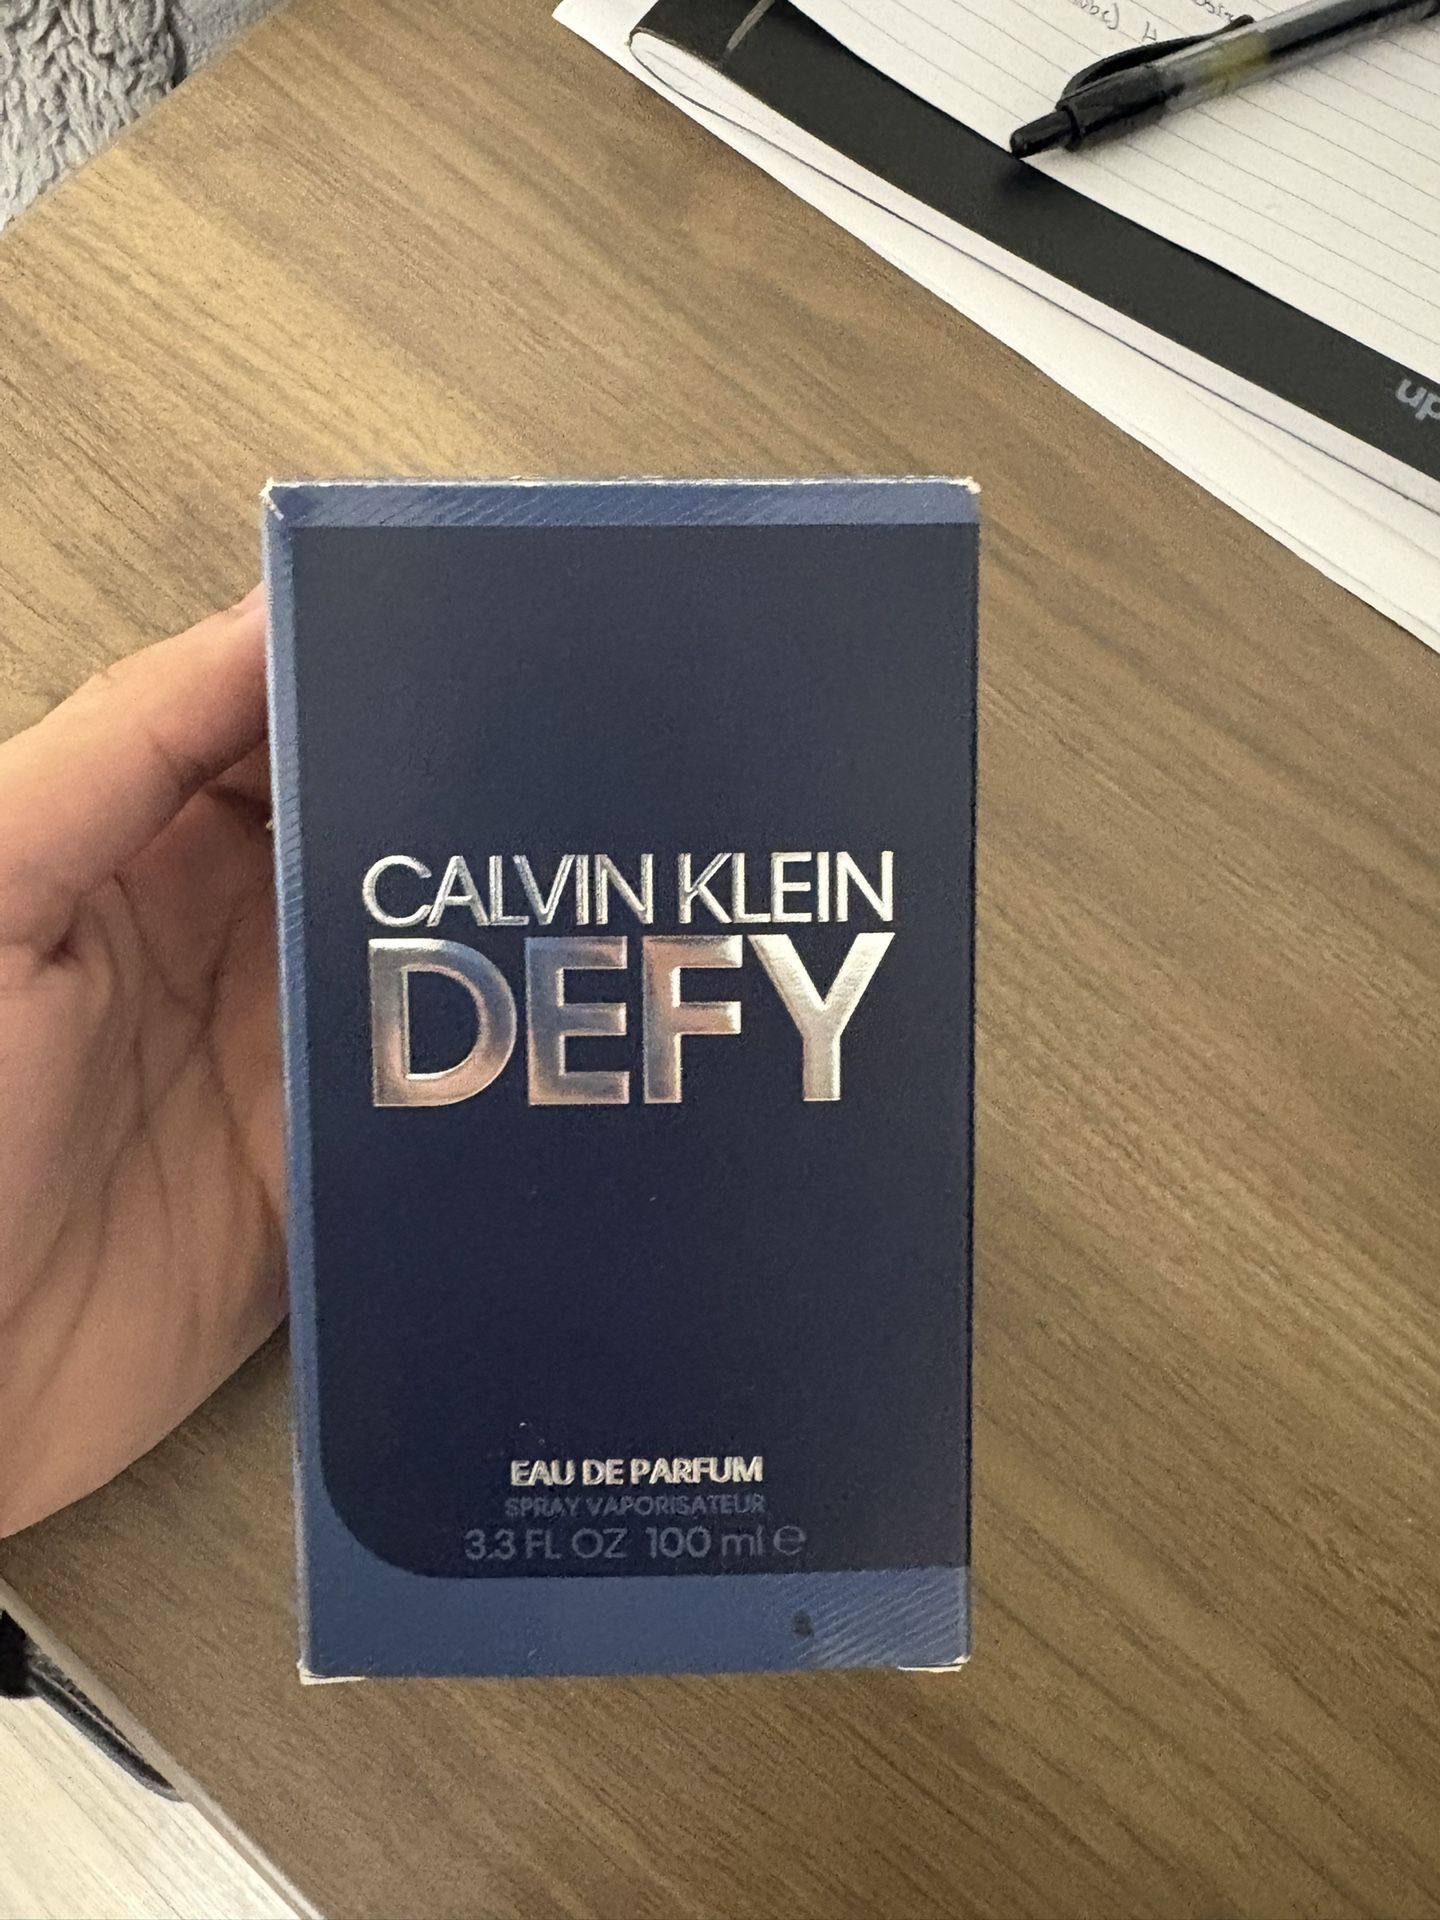 CALVIN KLEIN
DEFY
EAU DE PARFUM
SPRAY VAPORISATEUR
3.3 FL OZ 100 ml ℮